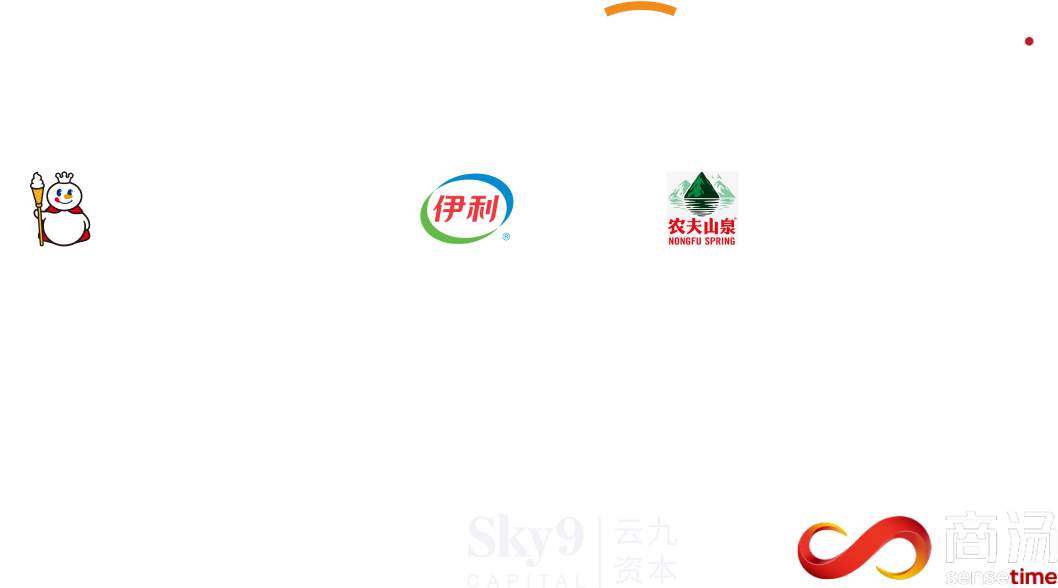 伊利
®
农夫山泉
NONGFU SPRING
Sky9
CAPITAL
云九
资本
商汤
sensetime